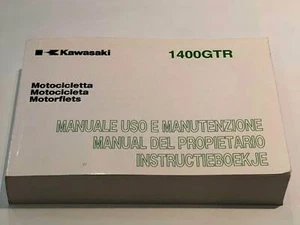 Kawasaki 1400GTR
Motocicletta
Motocicleta
Motorfiets
MANUALE USO E MANUTENZIONE
MANUAL DEL PROPIETARIO
INSTRUCTIEBOEKJE